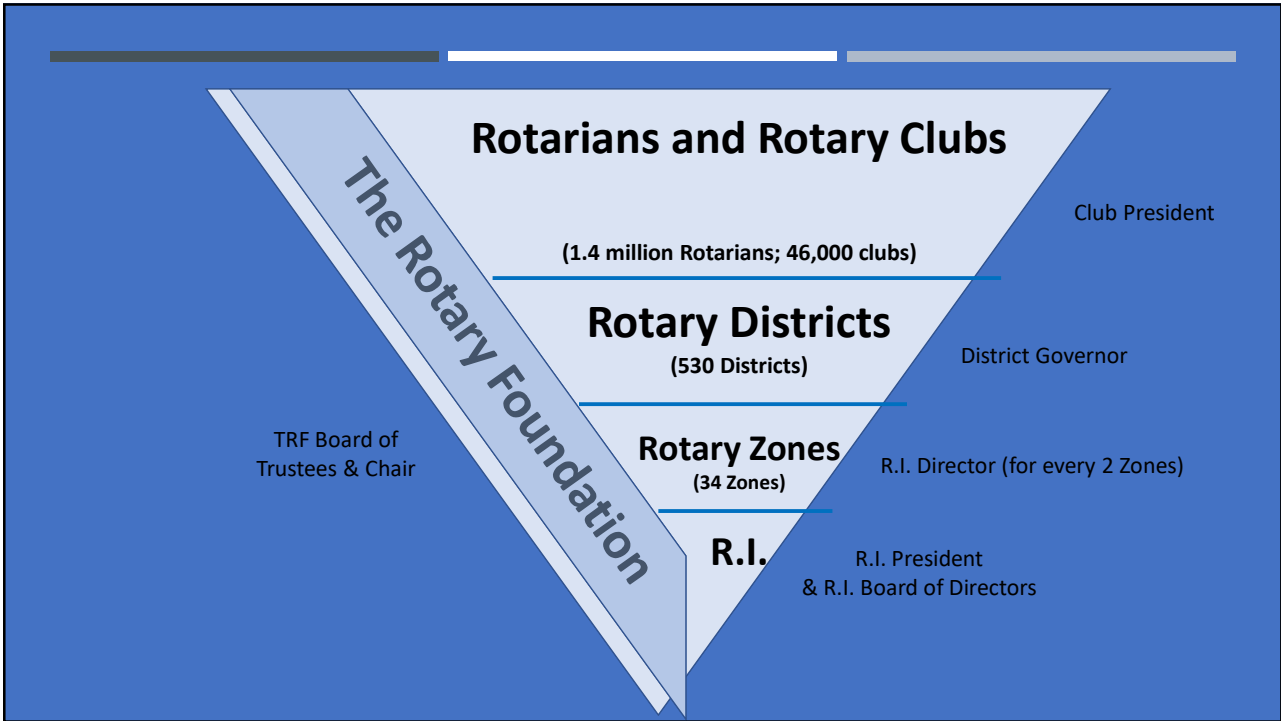 Rotarians and Rotary Clubs
Club President
(1.4 million Rotarians; 46,000 clubs)
The Rotary Foundation
Rotary Districts
(530 Districts)
District Governor
TRF Board of
Trustees & Chair
Rotary Zones
(34 Zones)
R.I. Director (for every 2 Zones)
R.I.
R.I. President
& R.I. Board of Directors